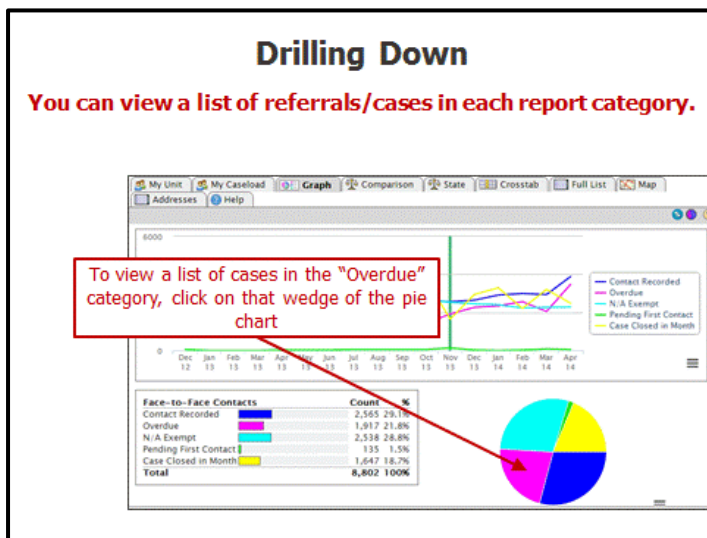 Drilling Down
You can view a list of referrals/cases in each report category.
My Unit My Caseload Graph Comparison State Crosstab Full List Map
Addresses Help
6000
To view a list of cases in the “Overdue”
category, click on that wedge of the pie
chart
Contact Recorded
Overdue
N/A Exempt
Pending First Contact
Case Closed in Month
0
Dec Jan Feb Mar Apr May Jun Jul Aug Sep Oct Nov Dec Jan Feb Mar Apr
12 13 13 13 13 13 13 13 13 13 13 13 13 14 14 14 14
Face-to-Face Contacts Count %
Contact Recorded 2,565 29.1%
Overdue 1,917 21.8%
N/A Exempt 2,538 28.8%
Pending First Contact 135 1.5%
Case Closed in Month 1,647 18.7%
Total 8,802 100%